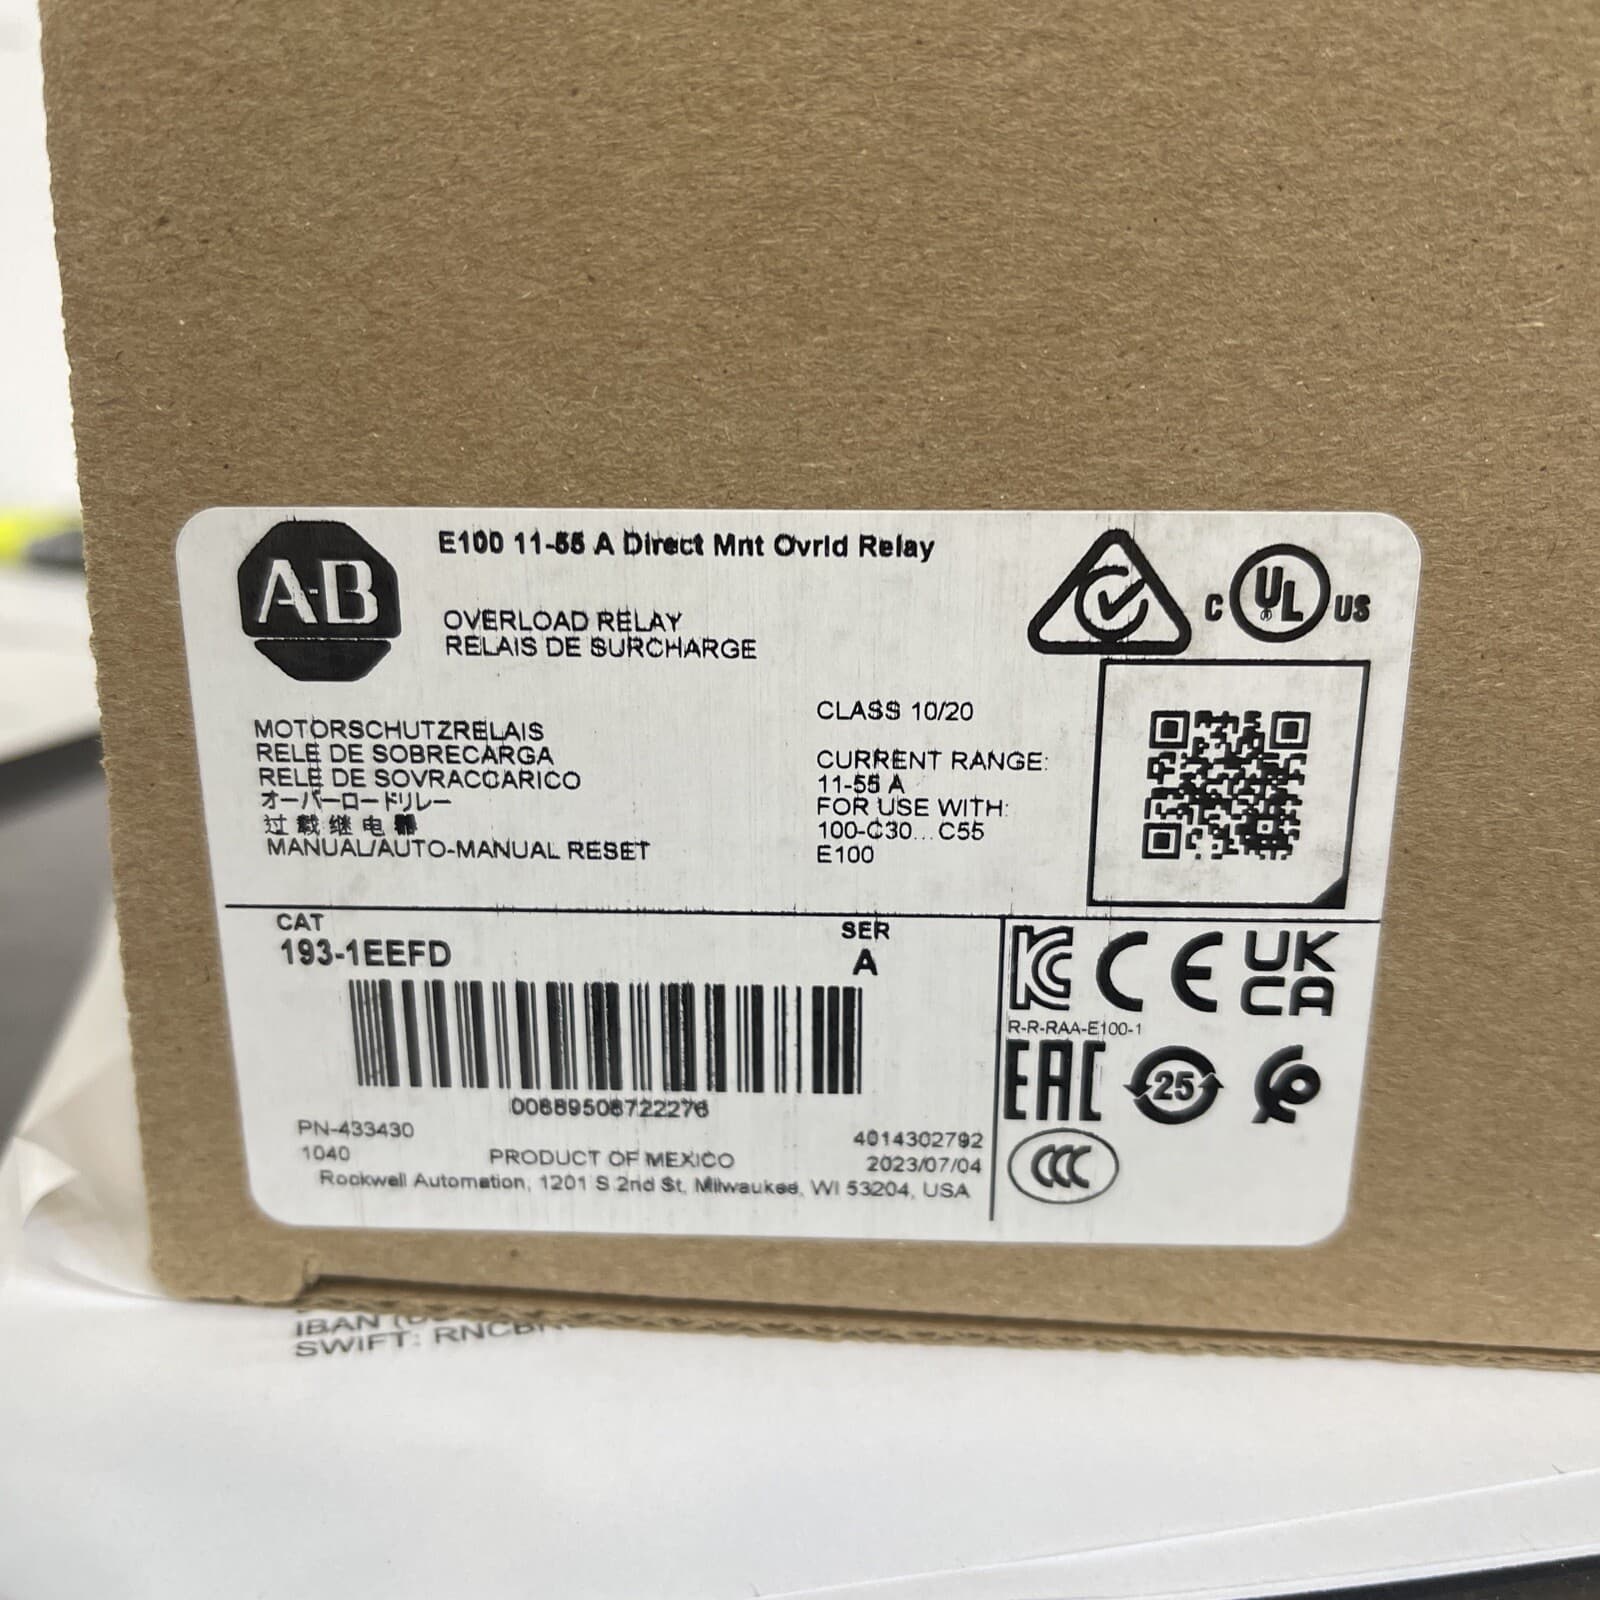 A-B
E100 11-55 A Direct Mnt Ovrld Relay
OVERLOAD RELAY
RELAIS DE SURCHARGE
MOTORSCHUTZRELAIS
RELE DE SOBRECARGA
RELE DE SOVRACCARICO
オーバーロードリレー
过载继电器
MANUAL/AUTO-MANUAL RESET
CLASS 10/20
CURRENT RANGE:
11-55 A
FOR USE WITH:
100-C30...C55
E100
C UL US
CAT
193-1EEFD
SER
A
00889508722276
PN-433430
1040
PRODUCT OF MEXICO
4014302792
2023/07/04
Rockwell Automation, 1201 S 2nd St, Milwaukee, WI 53204, USA
KC CE UK CA
R-R-RAA-E100-1
EAC 25
CCC
IBAN
SWIFT: